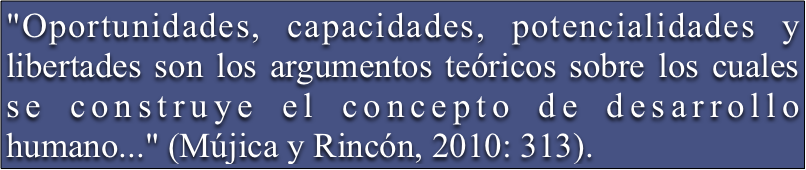 "Oportunidades, capacidades, potencialidades y
libertades son los argumentos teóricos sobre los cuales
se construye el concepto de desarrollo
humano..." (Mújica y Rincón, 2010: 313).